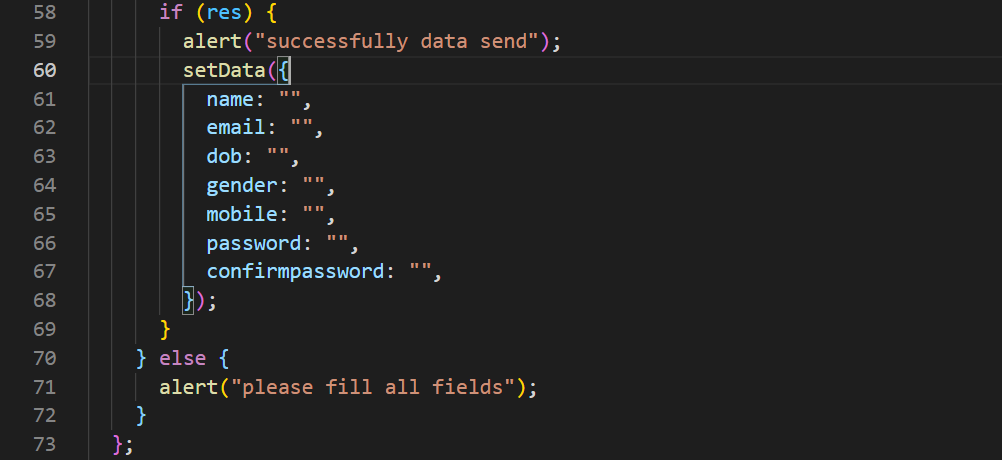 58 if (res) {
59 alert("successfully data send");
60 setData({
61 name: "",
62 email: "",
63 dob: "",
64 gender: "",
65 mobile: "",
66 password: "",
67 confirmpassword: "",
68 });
69 }
70 } else {
71 alert("please fill all fields");
72 }
73 };